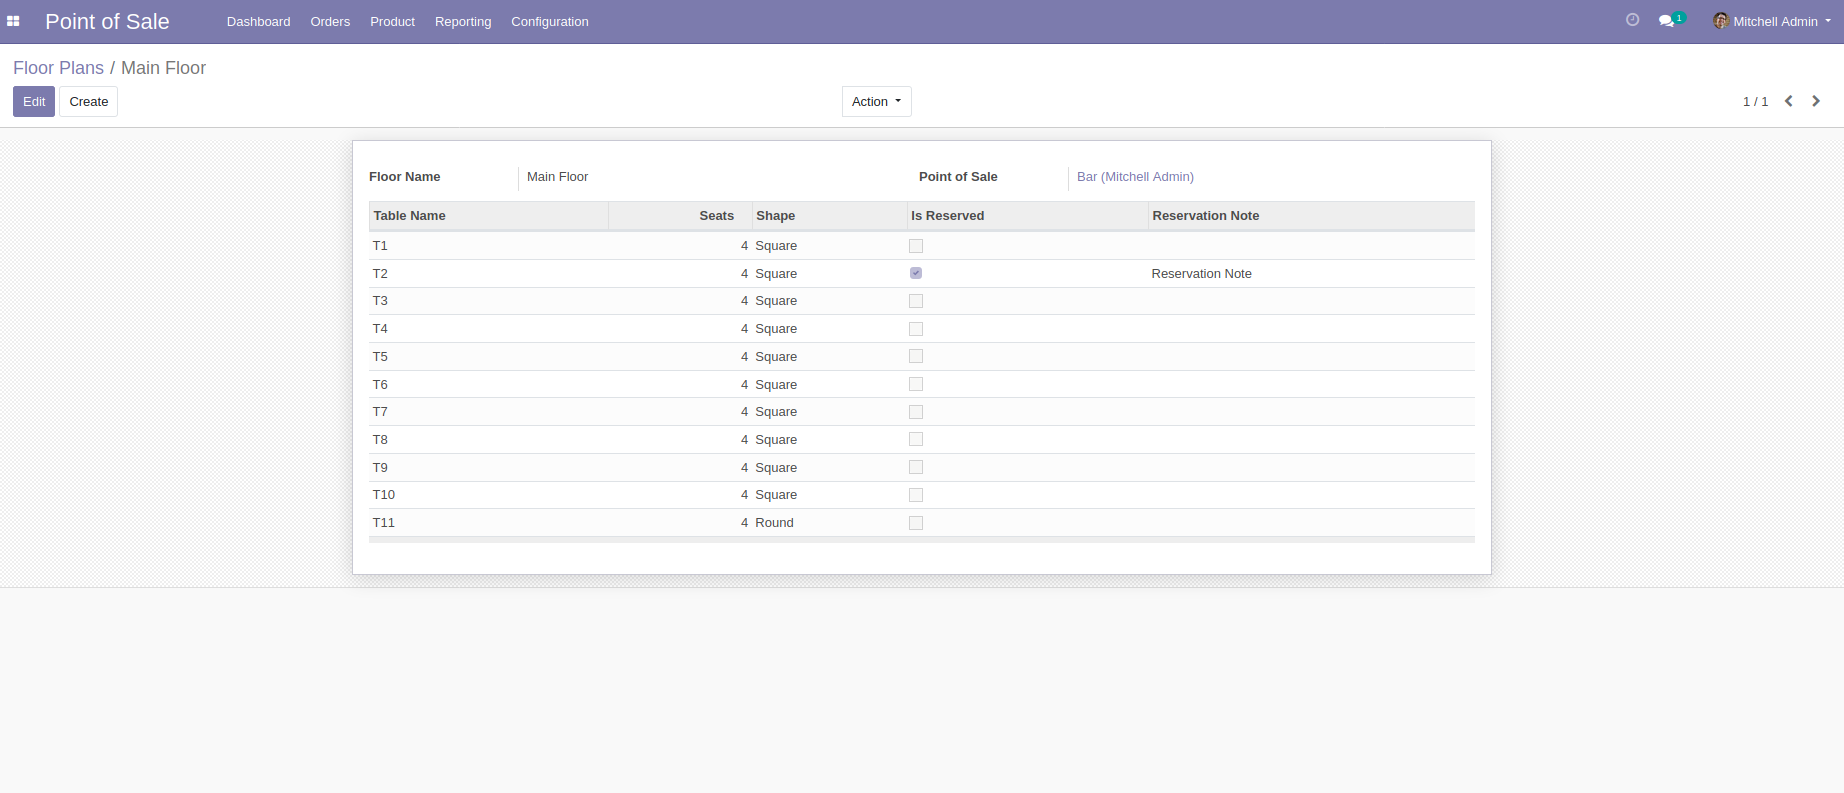 Point of Sale Dashboard Orders Product Reporting Configuration 1 Mitchell Admin
Floor Plans / Main Floor
Edit Create Action 1 / 1
Floor Name Main Floor Point of Sale Bar (Mitchell Admin)
Table Name Seats Shape Is Reserved Reservation Note
T1 4 Square
T2 4 Square Reservation Note
T3 4 Square
T4 4 Square
T5 4 Square
T6 4 Square
T7 4 Square
T8 4 Square
T9 4 Square
T10 4 Square
T11 4 Round